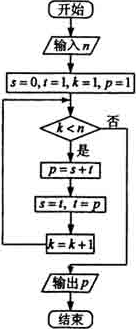 开始
输入n
s=0,t=1,k=1,p=1
k<n
否
是
p=s+t
s=t, t=p
k=k+1
输出p
结束